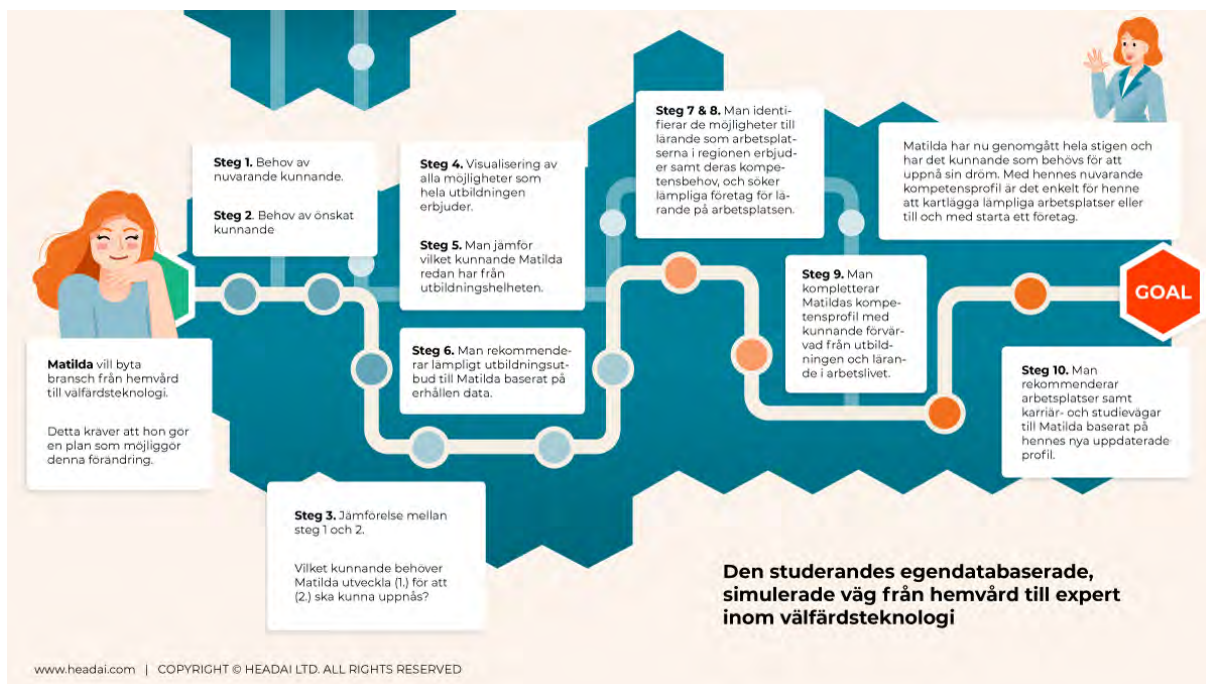 Matilda vill byta
bransch från hemvård
till välfärdsteknologi.
Detta kräver att hon gör
en plan som möjliggör
denna förändring.
Steg 1. Behov av
nuvarande kunnande.
Steg 2. Behov av önskat
kunnande
Steg 3. Jämförelse mellan
steg 1 och 2.
Vilket kunnande behöver
Matilda utveckla (1.) för att
(2.) ska kunna uppnås?
Steg 4. Visualisering av
alla möjligheter som
hela utbildningen
erbjuder.
Steg 5. Man jämför
vilket kunnande Matilda
redan har från
utbildningshelheten.
Steg 6. Man rekommende-
rar lämpligt utbildningsut-
bud till Matilda baserat på
erhållen data.
Steg 7 & 8. Man identi-
fierar de möjligheter till
lärande som arbetsplat-
serna i regionen erbjud-
er samt deras kompe-
tensbehov, och söker
lämpliga företag för lä-
rande på arbetsplatsen.
Steg 9. Man
kompletterar
Matildas kompe-
tensprofil med
kunnande förvär-
vad från utbild-
ningen och läran-
de i arbetslivet.
Matilda har nu genomgått hela stigen och
har det kunnande som behövs för att
uppnå sin dröm. Med hennes nuvarande
kompetensprofil är det enkelt för henne
att kartlägga lämpliga arbetsplatser eller
till och med starta ett företag.
GOAL
Steg 10. Man
rekommenderar
arbetsplatser samt
karriär- och studievägar
till Matilda baserat på
hennes nya uppdaterade
profil.
Den studerandes egendatabaserade,
simulerade väg från hemvård till expert
inom välfärdsteknologi
www.headai.com | COPYRIGHT © HEADAI LTD. ALL RIGHTS RESERVED